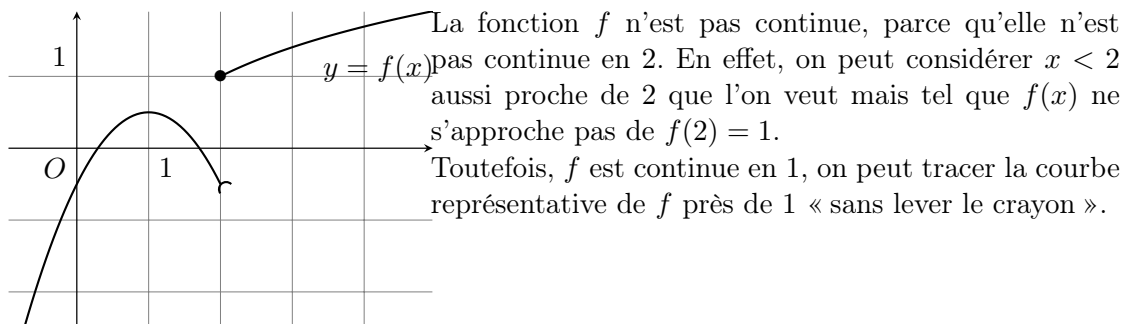 1
y = f(x)
O
1
La fonction f n'est pas continue, parce qu'elle n'est
pas continue en 2. En effet, on peut considérer x < 2
aussi proche de 2 que l'on veut mais tel que f(x) ne
s'approche pas de f(2) = 1.
Toutefois, f est continue en 1, on peut tracer la courbe
représentative de f près de 1 « sans lever le crayon ».